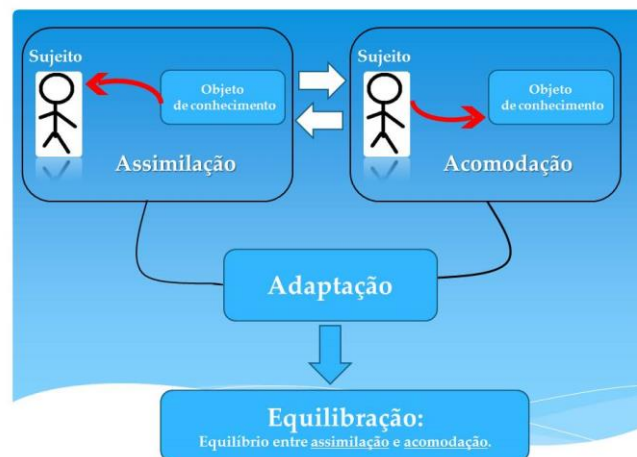 Sujeito
Objeto
de conhecimento
Assimilação
Sujeito
Objeto
de conhecimento
Acomodação
Adaptação
Equilibração:
Equilíbrio entre assimilação e acomodação.